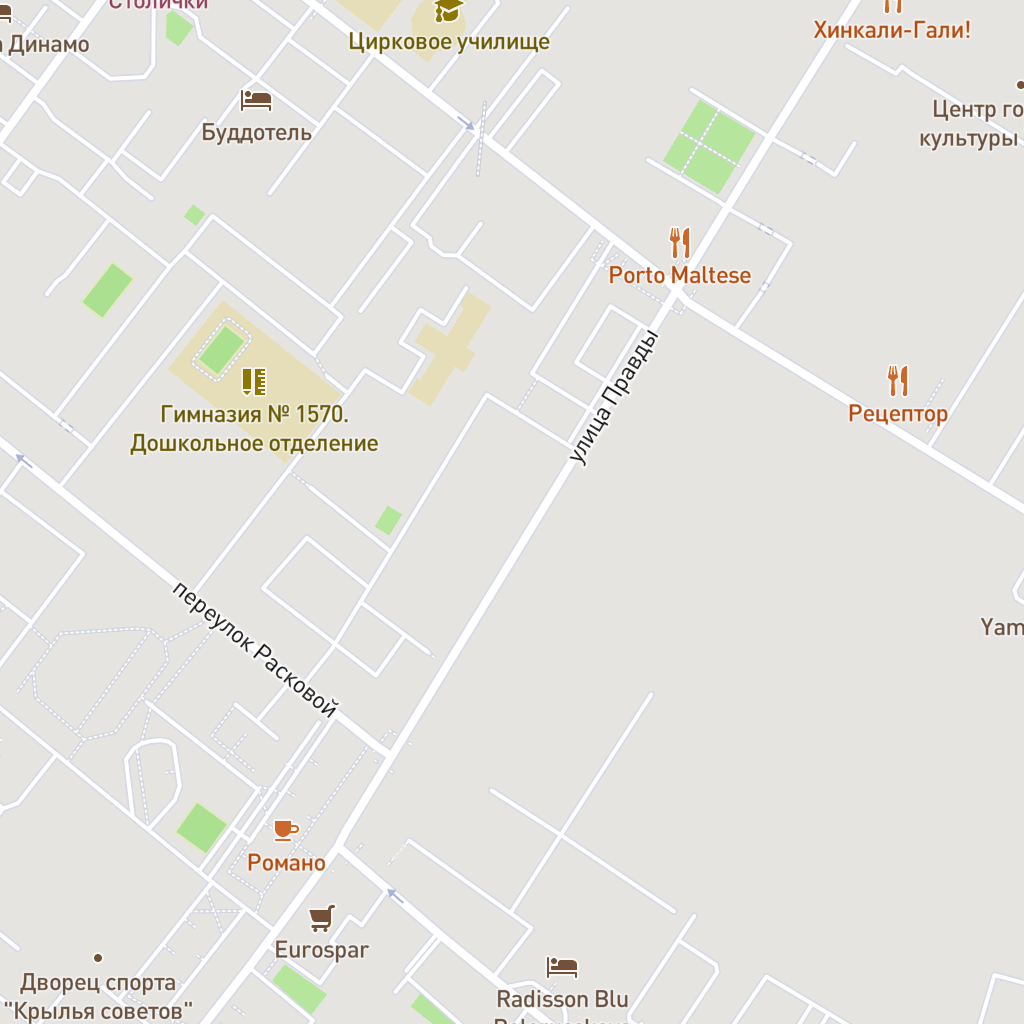 Столички
а Динамо
Цирковое училище
Хинкали-Гали!
Буддотель
Центр го
культуры
Porto Maltese
улица Правды
Рецептор
Гимназия № 1570.
Дошкольное отделение
переулок Расковой
Yam
Романо
Eurospar
Дворец спорта
"Крылья советов"
Radisson Blu